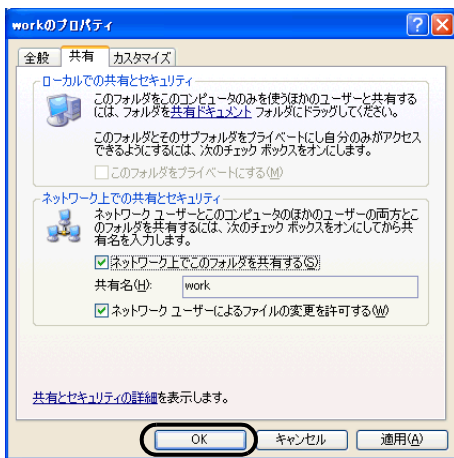 workのプロパティ
全般 共有 カスタマイズ
ローカルでの共有とセキュリティ
このフォルダをこのコンピュータのみを使うほかのユーザーと共有する
には、フォルダを共有ドキュメント フォルダにドラッグしてください。
このフォルダとそのサブフォルダをプライベートにし自分のみがアクセス
できるようにするには、次のチェック ボックスをオンにします。
このフォルダをプライベートにする(M)
ネットワーク上での共有とセキュリティ
ネットワーク ユーザーとこのコンピュータのほかのユーザーの両方とこ
のフォルダを共有するには、次のチェック ボックスをオンにしてから共
有名を入力します。
ネットワーク上でこのフォルダを共有する(S)
共有名(H): work
ネットワーク ユーザーによるファイルの変更を許可する(W)
共有とセキュリティの詳細を表示します。
OK キャンセル 適用(A)